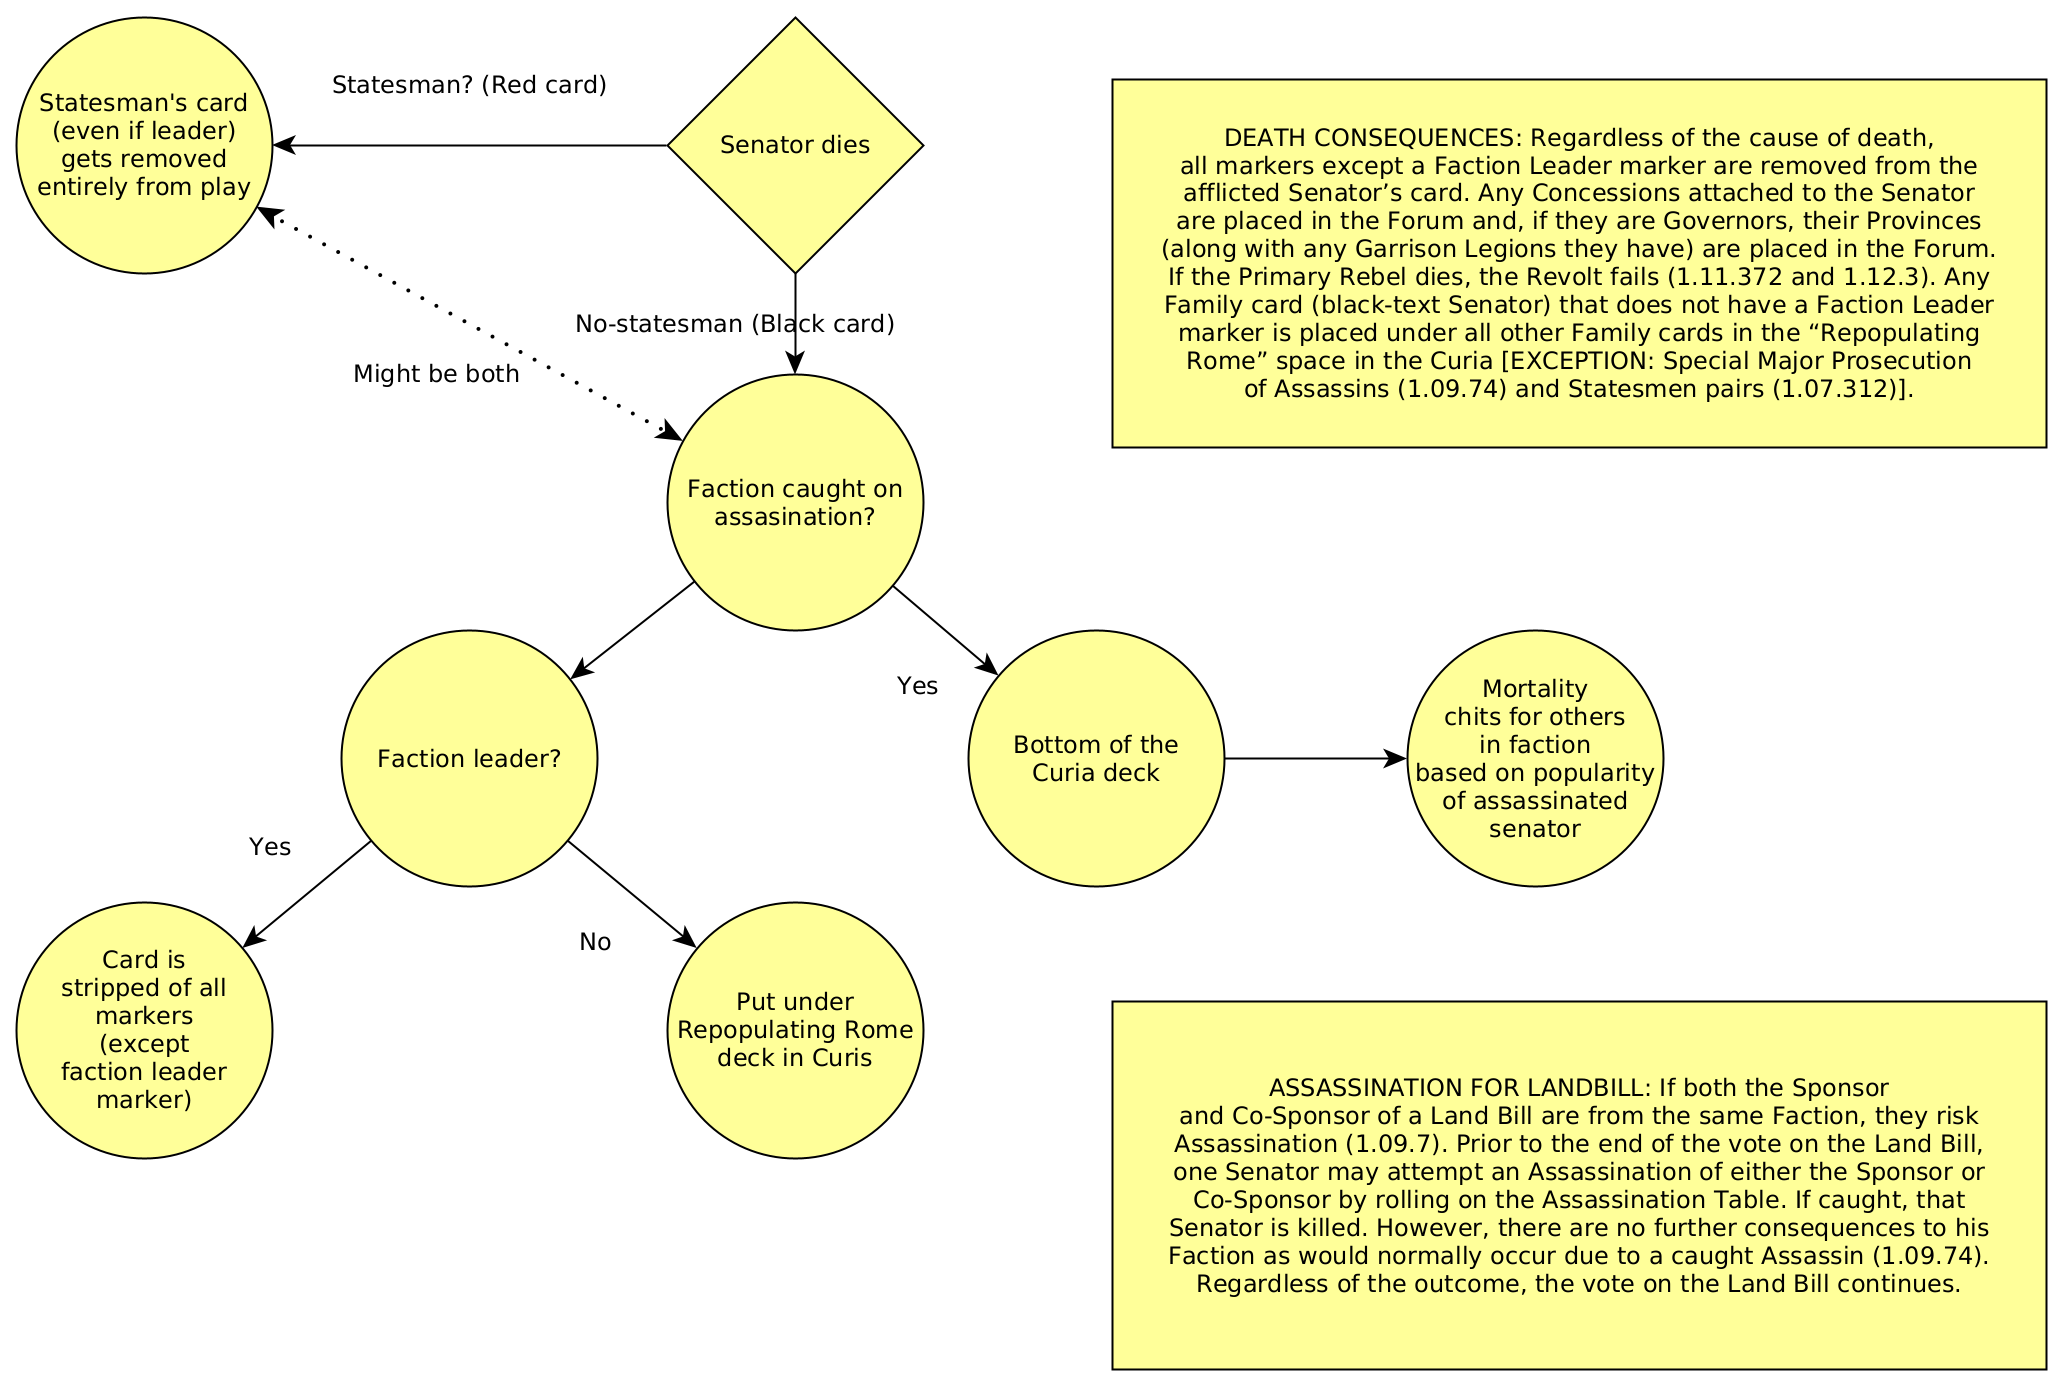 Statesman's card
(even if leader)
gets removed
entirely from play
Statesman? (Red card)
Senator dies
DEATH CONSEQUENCES: Regardless of the cause of death,
all markers except a Faction Leader marker are removed from the
afflicted Senator’s card. Any Concessions attached to the Senator
are placed in the Forum and, if they are Governors, their Provinces
(along with any Garrison Legions they have) are placed in the Forum.
If the Primary Rebel dies, the Revolt fails (1.11.372 and 1.12.3). Any
Family card (black-text Senator) that does not have a Faction Leader
marker is placed under all other Family cards in the “Repopulating
Rome” space in the Curia [EXCEPTION: Special Major Prosecution
of Assassins (1.09.74) and Statesmen pairs (1.07.312)].
No-statesman (Black card)
Might be both
Faction caught on
assasination?
Yes
Faction leader?
Bottom of the
Curia deck
Mortality
chits for others
in faction
based on popularity
of assassinated
senator
Yes
No
Card is
stripped of all
markers
(except
faction leader
marker)
Put under
Repopulating Rome
deck in Curis
ASSASSINATION FOR LANDBILL: If both the Sponsor
and Co-Sponsor of a Land Bill are from the same Faction, they risk
Assassination (1.09.7). Prior to the end of the vote on the Land Bill,
one Senator may attempt an Assassination of either the Sponsor or
Co-Sponsor by rolling on the Assassination Table. If caught, that
Senator is killed. However, there are no further consequences to his
Faction as would normally occur due to a caught Assassin (1.09.74).
Regardless of the outcome, the vote on the Land Bill continues.